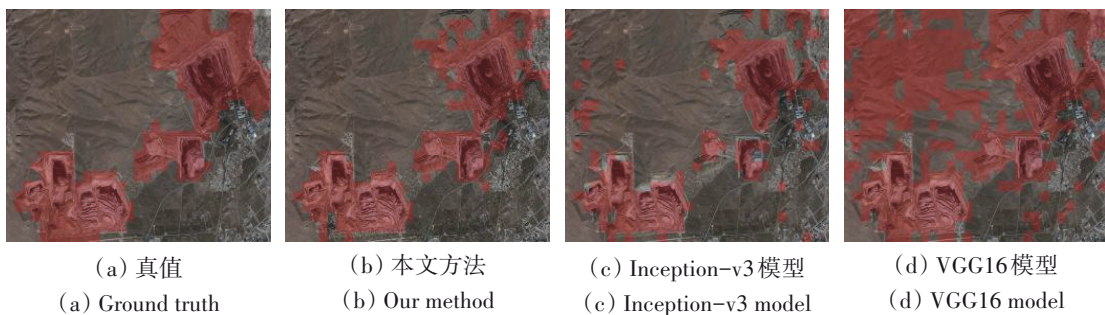 (a) 真值
(a) Ground truth
(b) 本文方法
(b) Our method
(c) Inception-v3模型
(c) Inception-v3 model
(d) VGG16模型
(d) VGG16 model